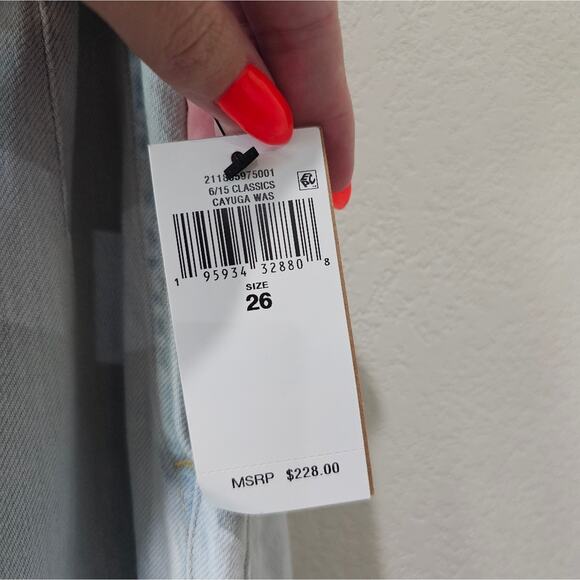 6/15 CLASSICS
CAYUGA WAS
1 95934 32880 8
SIZE
26
MSRP $228.00